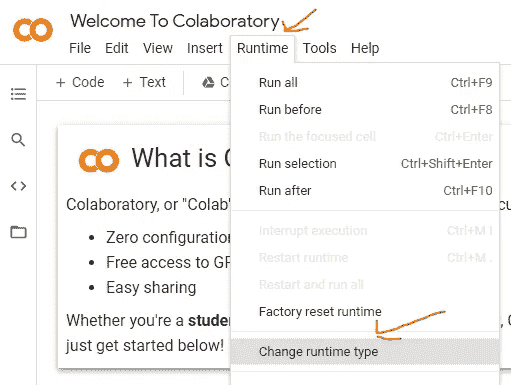 Welcome To Colaboratory
File Edit View Insert Runtime Tools Help
+ Code + Text
Run all Ctrl+F9
Run before Ctrl+F8
Run the focused cell Ctrl+Enter
Run selection Ctrl+Shift+Enter
Run after Ctrl+F10
Interrupt execution Ctrl+M I
Restart runtime Ctrl+M .
Restart and run all
Factory reset runtime
Change runtime type
What is
Colaboratory, or "Colab"
Zero configuration
Free access to
Easy sharing
Whether you're a
just get started below!